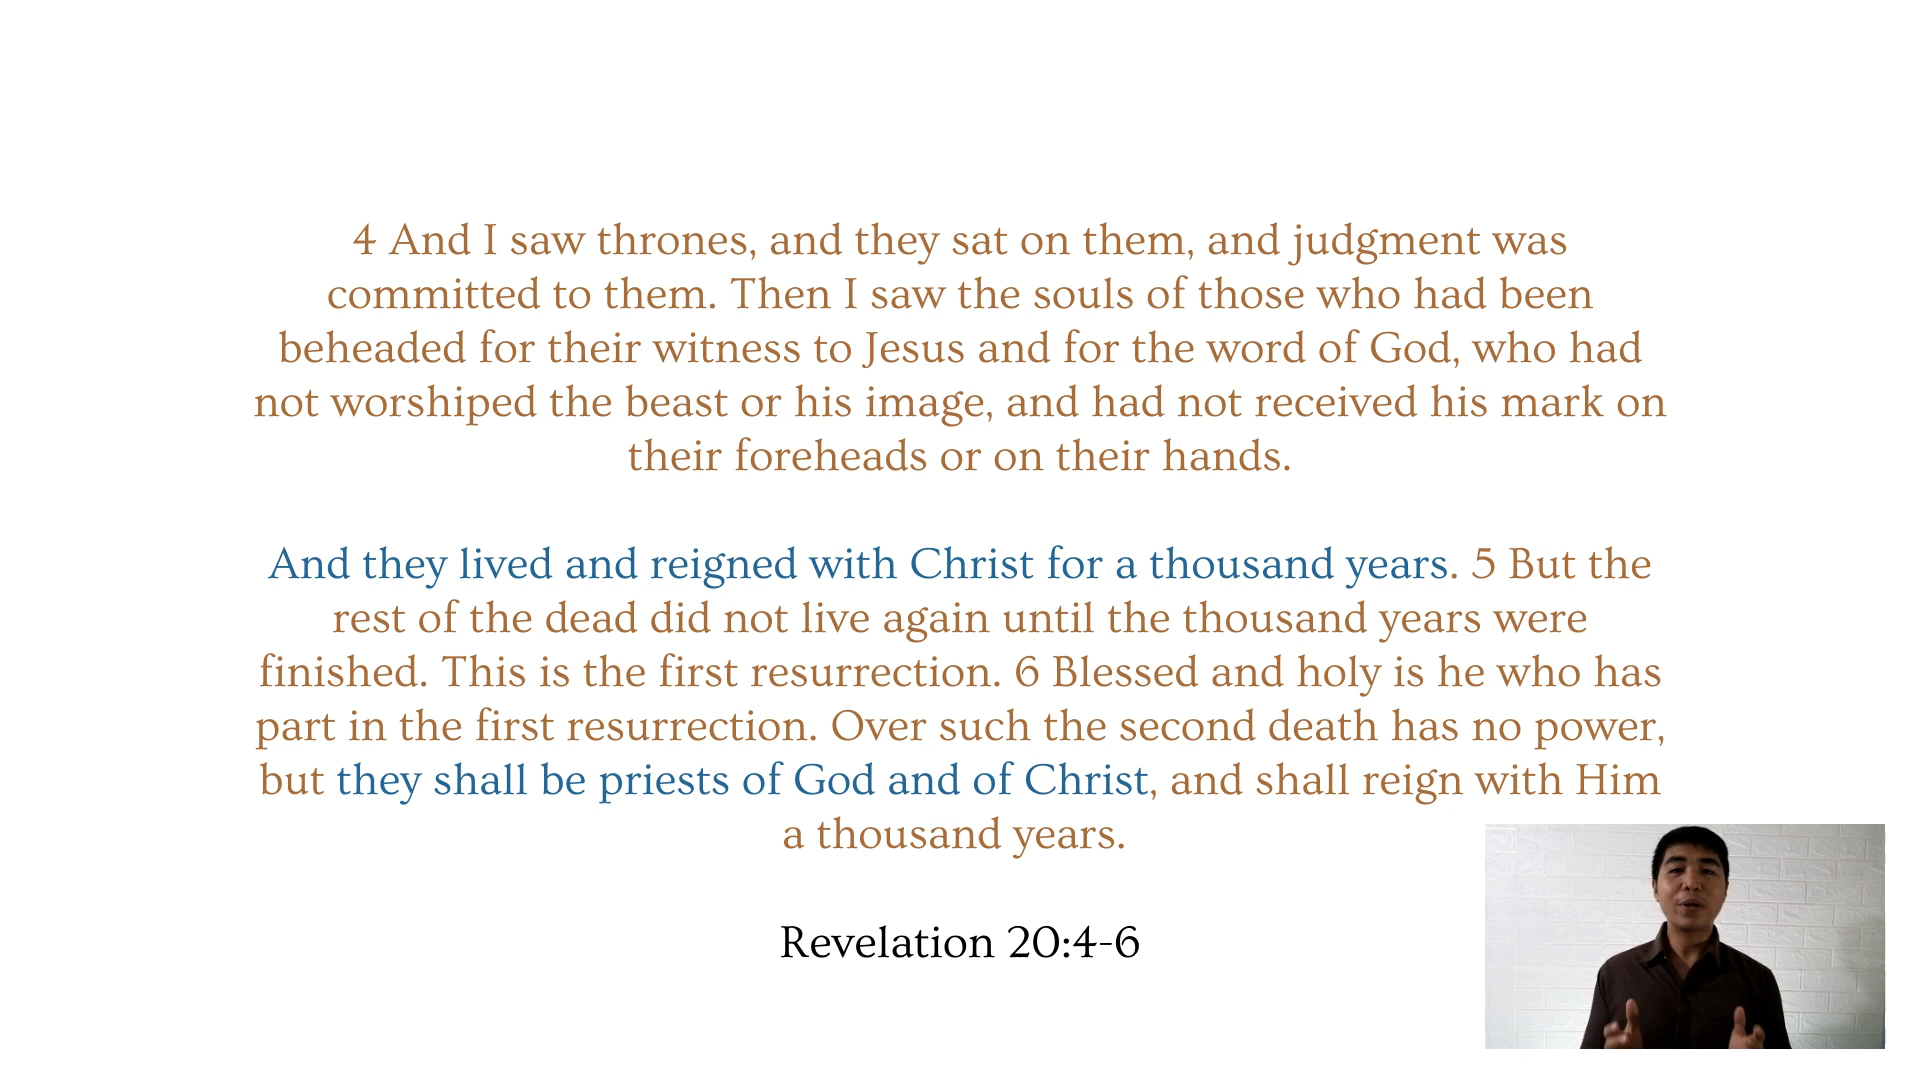 4 And I saw thrones, and they sat on them, and judgment was
committed to them. Then I saw the souls of those who had been
beheaded for their witness to Jesus and for the word of God, who had
not worshiped the beast or his image, and had not received his mark on
their foreheads or on their hands.
And they lived and reigned with Christ for a thousand years. 5 But the
rest of the dead did not live again until the thousand years were
finished. This is the first resurrection. 6 Blessed and holy is he who has
part in the first resurrection. Over such the second death has no power,
but they shall be priests of God and of Christ, and shall reign with Him
a thousand years.
Revelation 20:4-6